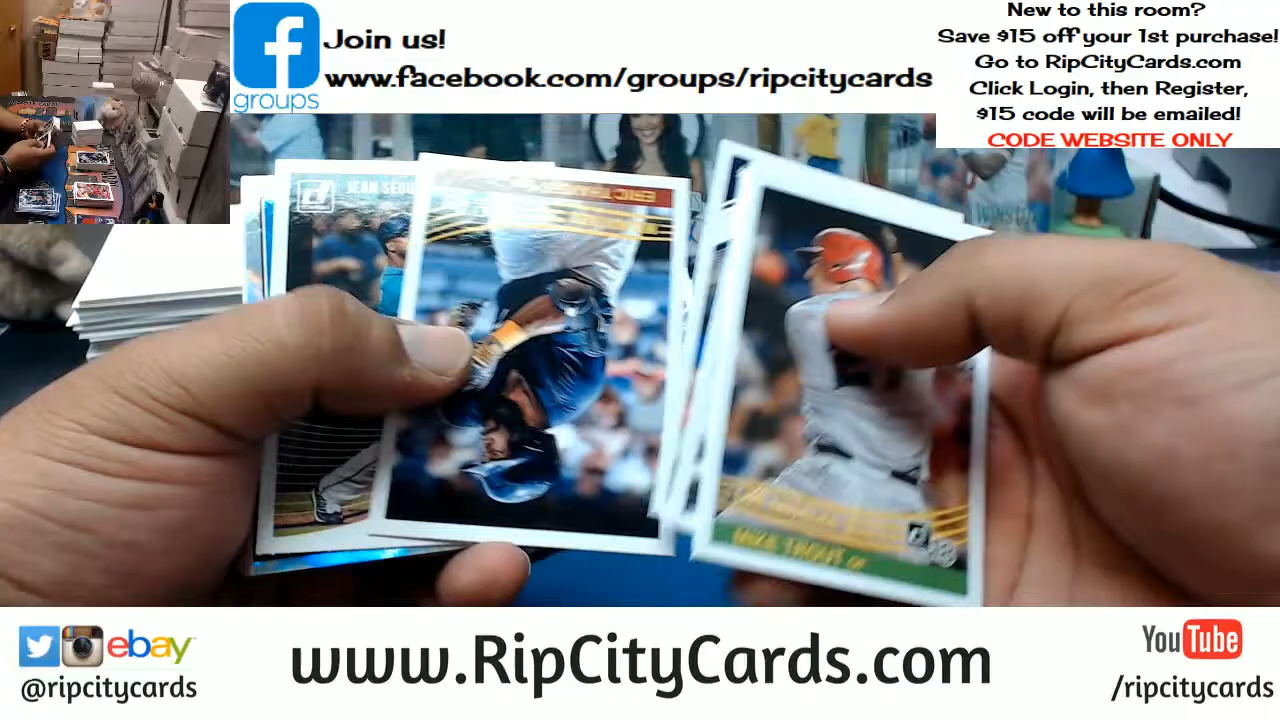 groups
Join us!
www.facebook.com/groups/ripcitycards
New to this room?
Save $15 off your 1st purchase!
Go to RipCityCards.com
Click Login, then Register,
$15 code will be emailed!
CODE WEBSITE ONLY
JEAN SEGU
ERIC
MIKE TROUT OF
ebay
@ripcitycards
www.RipCityCards.com
YouTube
/ripcitycards